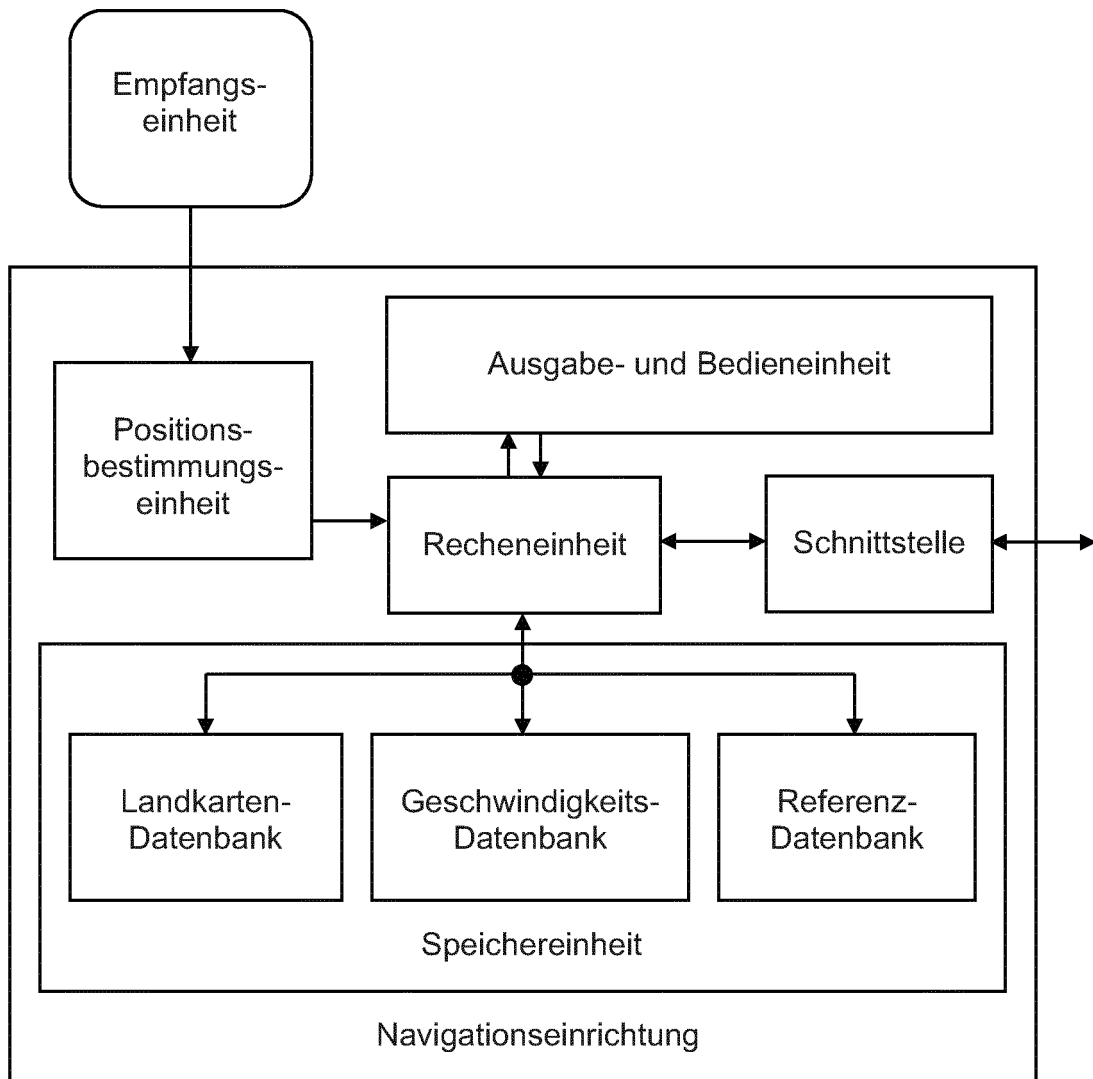 Empfangs-
einheit
Ausgabe- und Bedieneinheit
Positions-
bestimmungs-
einheit
Recheneinheit
Schnittstelle
Landkarten-
Datenbank
Geschwindigkeits-
Datenbank
Referenz-
Datenbank
Speichereinheit
Navigationseinrichtung